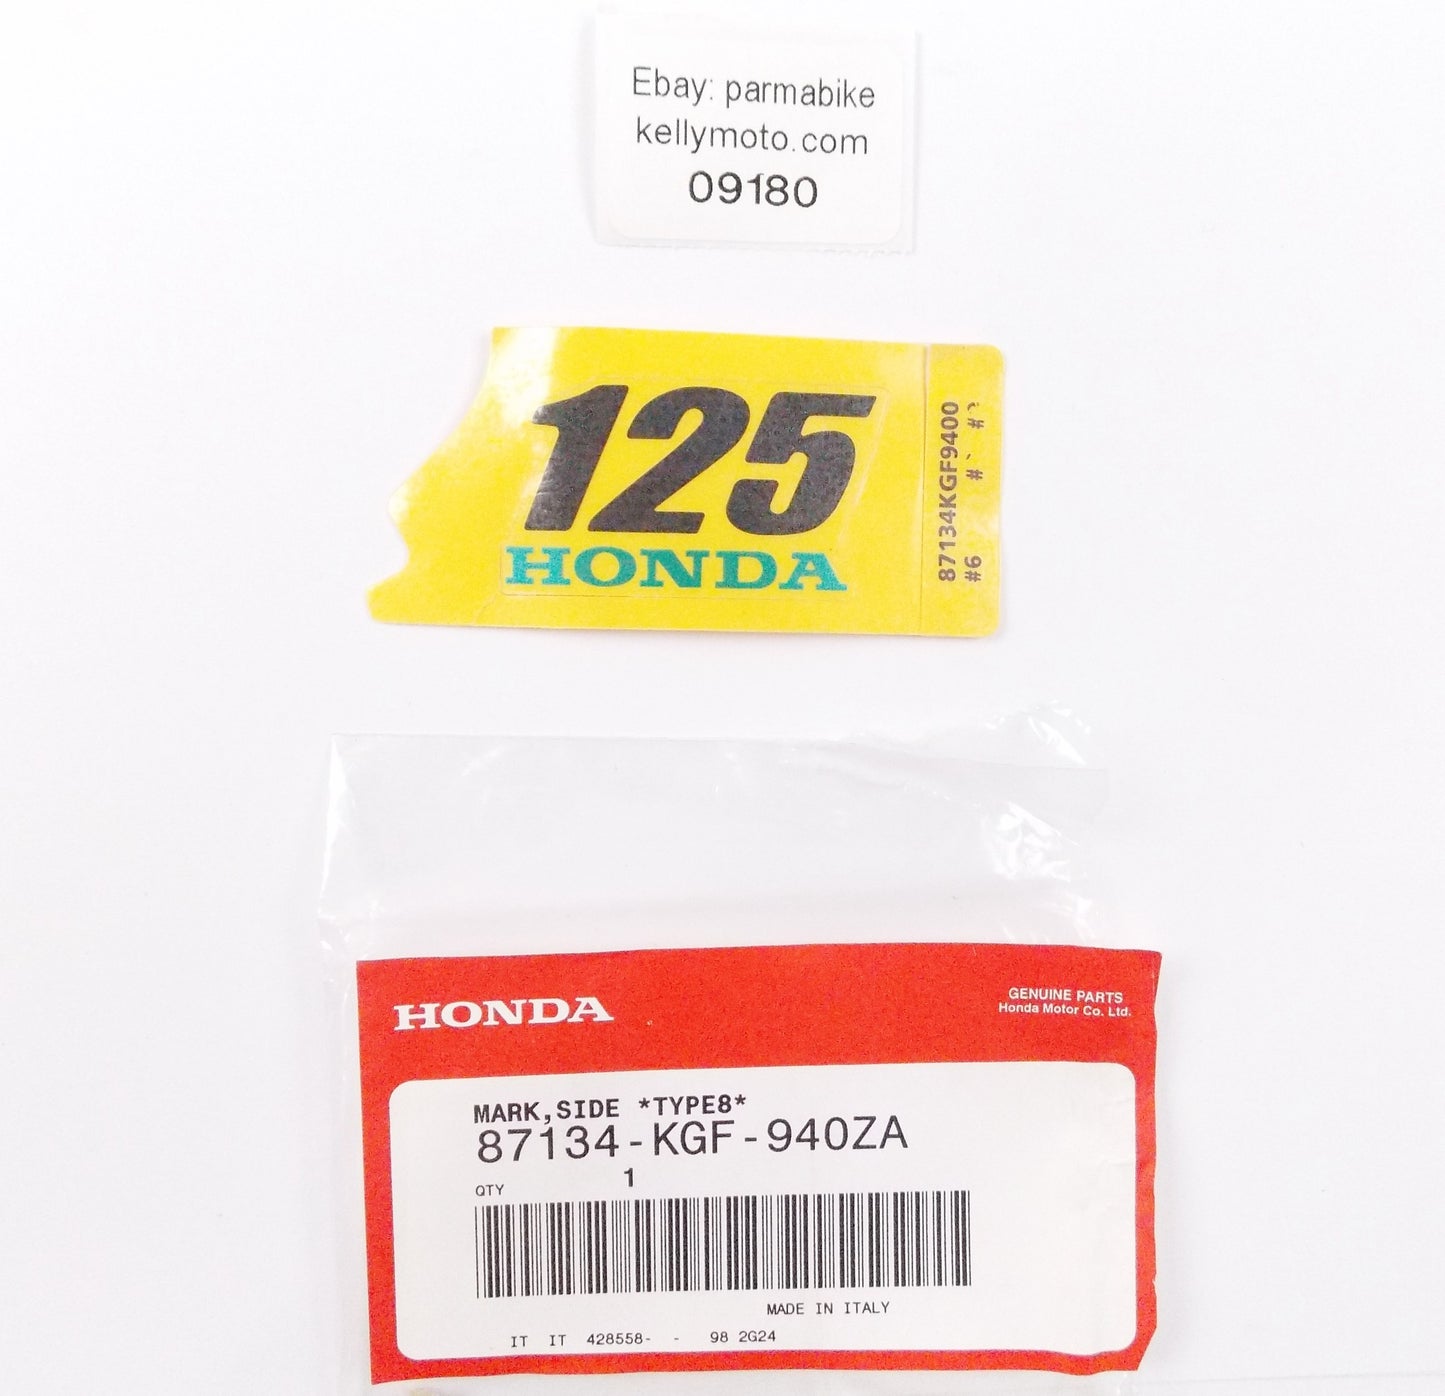 Ebay: parmabike
kellymoto.com
09180
125
HONDA
87134KGF9400
#6 #` #`
HONDA
GENUINE PARTS
Honda Motor Co. Ltd.
MARK,SIDE *TYPE8*
87134-KGF-940ZA
QTY 1
MADE IN ITALY
IT IT 428558- - 98 2G24